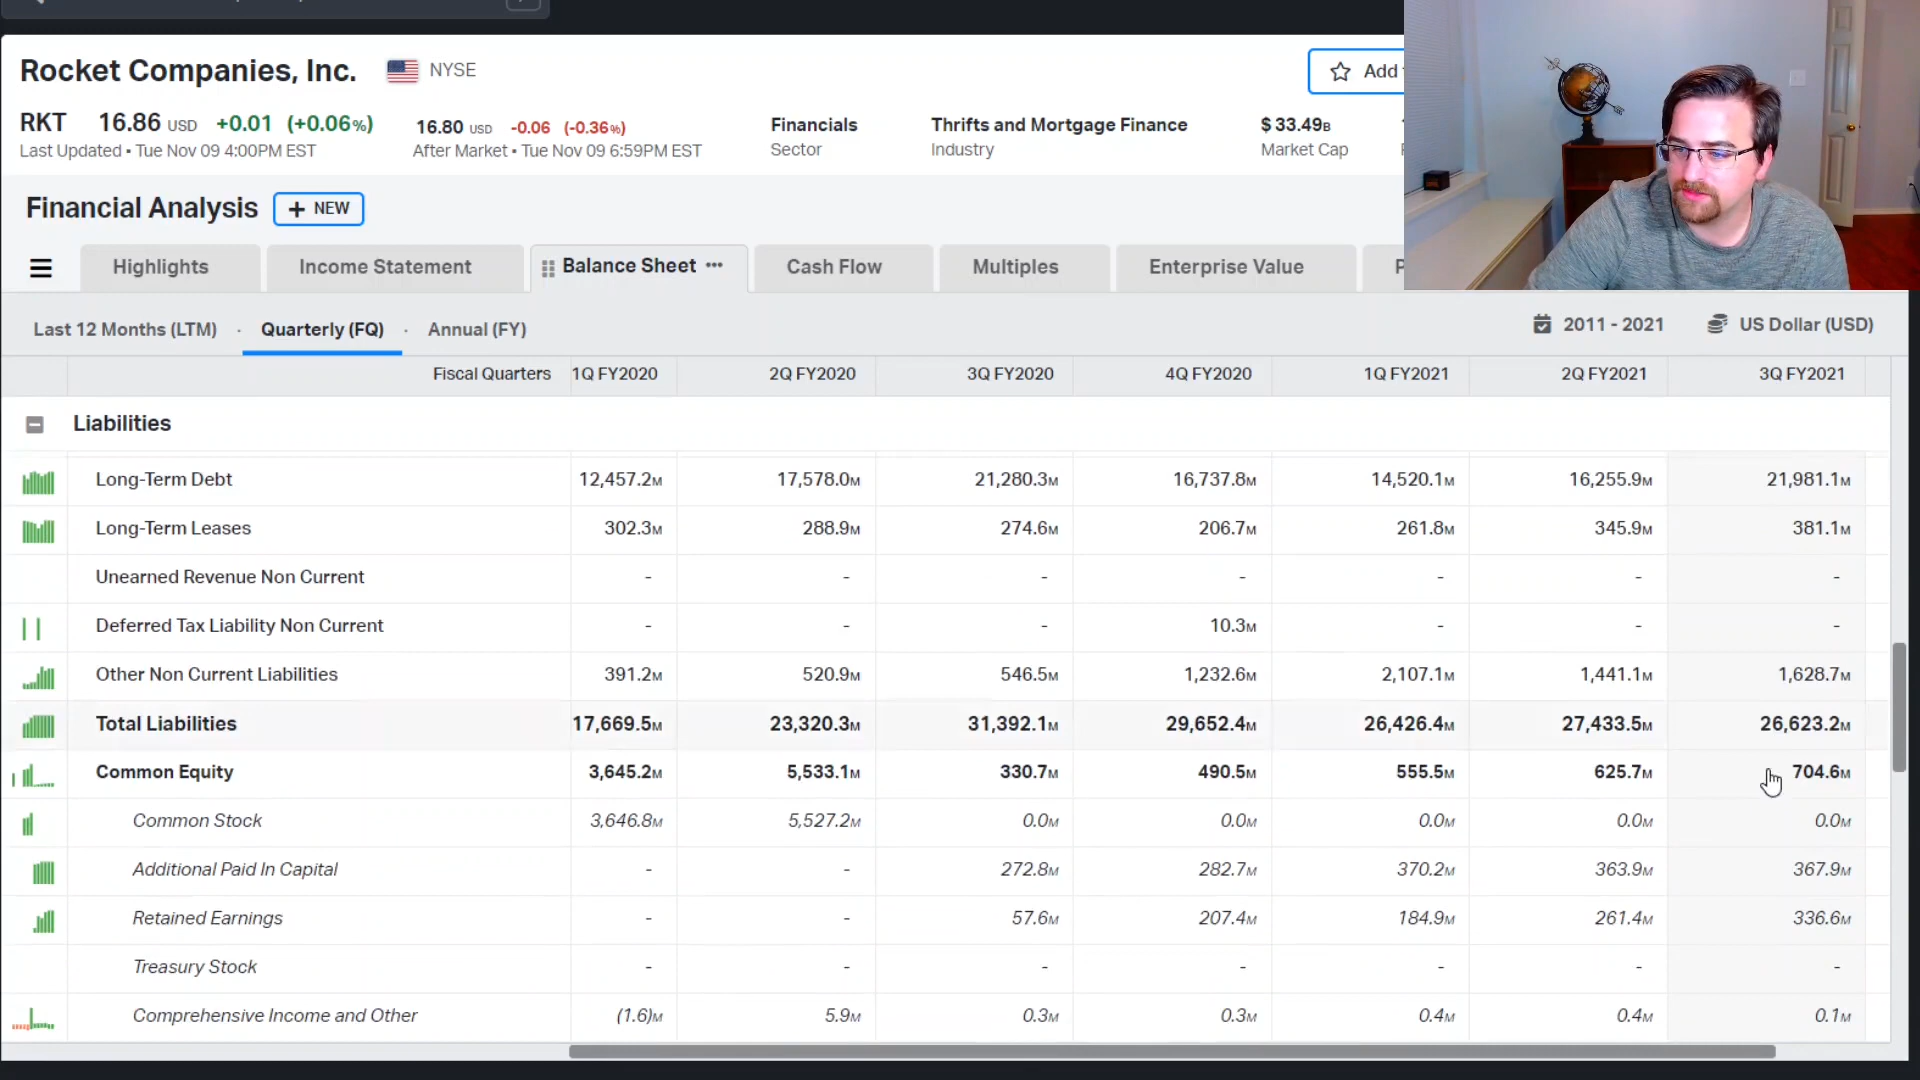 Rocket Companies, Inc. NYSE
Add
RKT 16.86 USD +0.01 (+0.06%) 16.80 USD -0.06 (-0.36%) Financials Thrifts and Mortgage Finance $33.49B
Last Updated • Tue Nov 09 4:00PM EST After Market • Tue Nov 09 6:59PM EST Sector Industry Market Cap
Financial Analysis + NEW
Highlights Income Statement Balance Sheet ••• Cash Flow Multiples Enterprise Value P
Last 12 Months (LTM) · Quarterly (FQ) · Annual (FY) 2011 - 2021 US Dollar (USD)
Fiscal Quarters 1Q FY2020 2Q FY2020 3Q FY2020 4Q FY2020 1Q FY2021 2Q FY2021 3Q FY2021
Liabilities
Long-Term Debt 12,457.2M 17,578.0M 21,280.3M 16,737.8M 14,520.1M 16,255.9M 21,981.1M
Long-Term Leases 302.3M 288.9M 274.6M 206.7M 261.8M 345.9M 381.1M
Unearned Revenue Non Current - - - - - - -
Deferred Tax Liability Non Current - - - 10.3M - - -
Other Non Current Liabilities 391.2M 520.9M 546.5M 1,232.6M 2,107.1M 1,441.1M 1,628.7M
Total Liabilities 17,669.5M 23,320.3M 31,392.1M 29,652.4M 26,426.4M 27,433.5M 26,623.2M
Common Equity 3,645.2M 5,533.1M 330.7M 490.5M 555.5M 625.7M 704.6M
Common Stock 3,646.8M 5,527.2M 0.0M 0.0M 0.0M 0.0M 0.0M
Additional Paid In Capital - - 272.8M 282.7M 370.2M 363.9M 367.9M
Retained Earnings - - 57.6M 207.4M 184.9M 261.4M 336.6M
Treasury Stock - - - - - - -
Comprehensive Income and Other (1.6)M 5.9M 0.3M 0.3M 0.4M 0.4M 0.1M